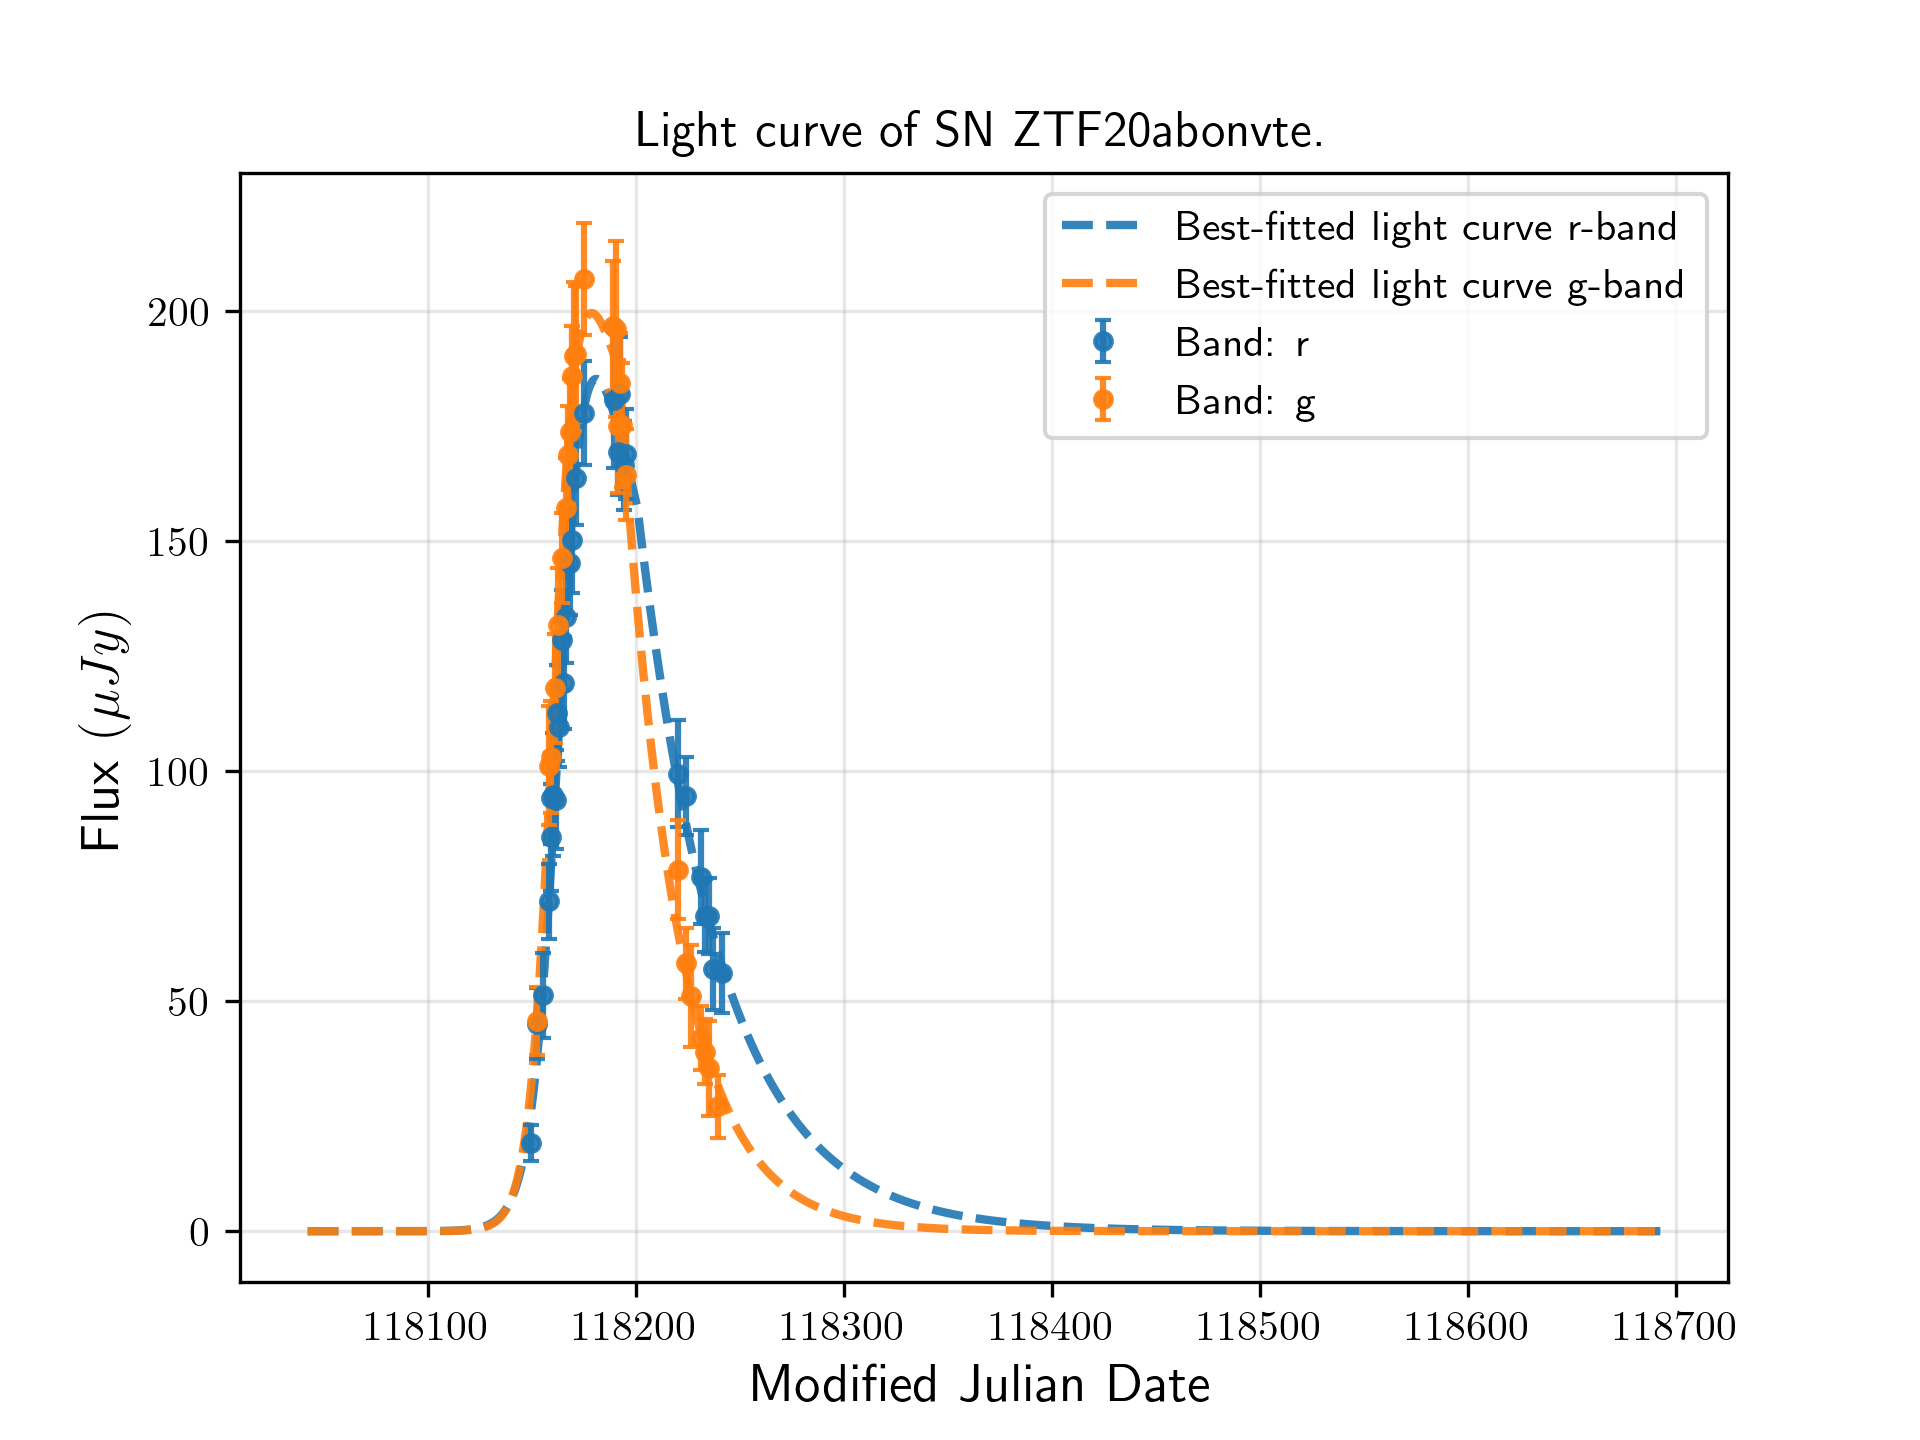 Light curve of SN ZTF20abonvte.
Best-fitted light curve r-band
Best-fitted light curve g-band
Band: r
Band: g
Flux (μJy)
200
150
100
50
0
118100 118200 118300 118400 118500 118600 118700
Modified Julian Date